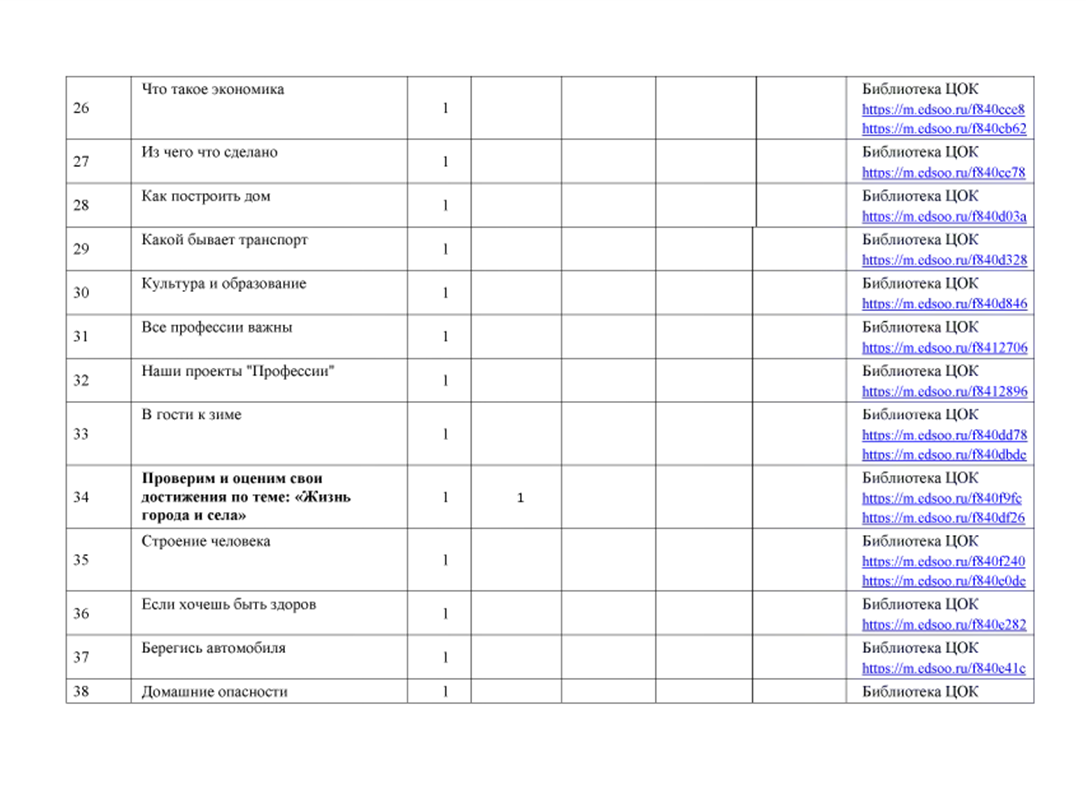 26 Что такое экономика 1 Библиотека ЦОК
https://m.edsoo.ru/f840cce8
https://m.edsoo.ru/f840cb62
27 Из чего что сделано 1 Библиотека ЦОК
https://m.edsoo.ru/f840ce78
28 Как построить дом 1 Библиотека ЦОК
https://m.edsoo.ru/f840d03a
29 Какой бывает транспорт 1 Библиотека ЦОК
https://m.edsoo.ru/f840d328
30 Культура и образование 1 Библиотека ЦОК
https://m.edsoo.ru/f840d846
31 Все профессии важны 1 Библиотека ЦОК
https://m.edsoo.ru/f8412706
32 Наши проекты "Профессии" 1 Библиотека ЦОК
https://m.edsoo.ru/f8412896
33 В гости к зиме 1 Библиотека ЦОК
https://m.edsoo.ru/f840dd78
https://m.edsoo.ru/f840dbde
34 Проверим и оценим свои 1 1 Библиотека ЦОК
достижения по теме: «Жизнь https://m.edsoo.ru/f840f9fc
города и села» https://m.edsoo.ru/f840df26
35 Строение человека 1 Библиотека ЦОК
https://m.edsoo.ru/f840f240
https://m.edsoo.ru/f840e0de
36 Если хочешь быть здоров 1 Библиотека ЦОК
https://m.edsoo.ru/f840e282
37 Берегись автомобиля 1 Библиотека ЦОК
https://m.edsoo.ru/f840e41c
38 Домашние опасности 1 Библиотека ЦОК